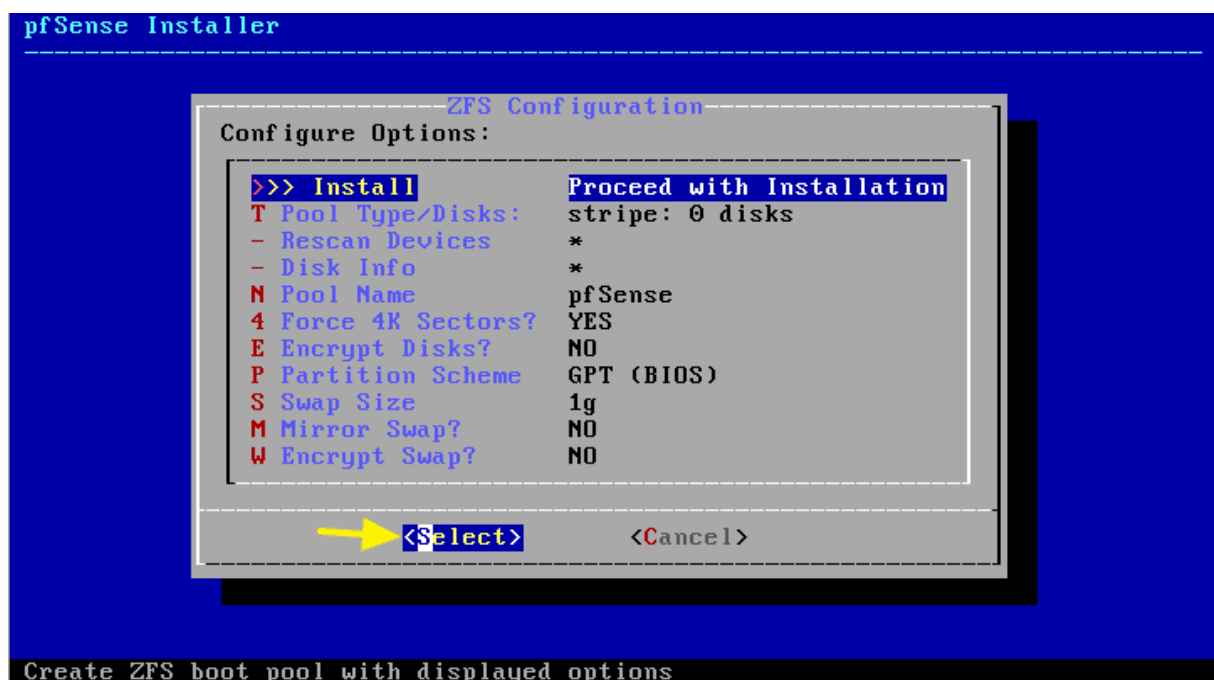 pfSense Installer
ZFS Configuration
Configure Options:
>>> Install Proceed with Installation
T Pool Type/Disks: stripe: 0 disks
- Rescan Devices *
- Disk Info *
N Pool Name pfSense
4 Force 4K Sectors? YES
E Encrypt Disks? NO
P Partition Scheme GPT (BIOS)
S Swap Size 1g
M Mirror Swap? NO
W Encrypt Swap? NO
<Select> <Cancel>
Create ZFS boot pool with displayed options